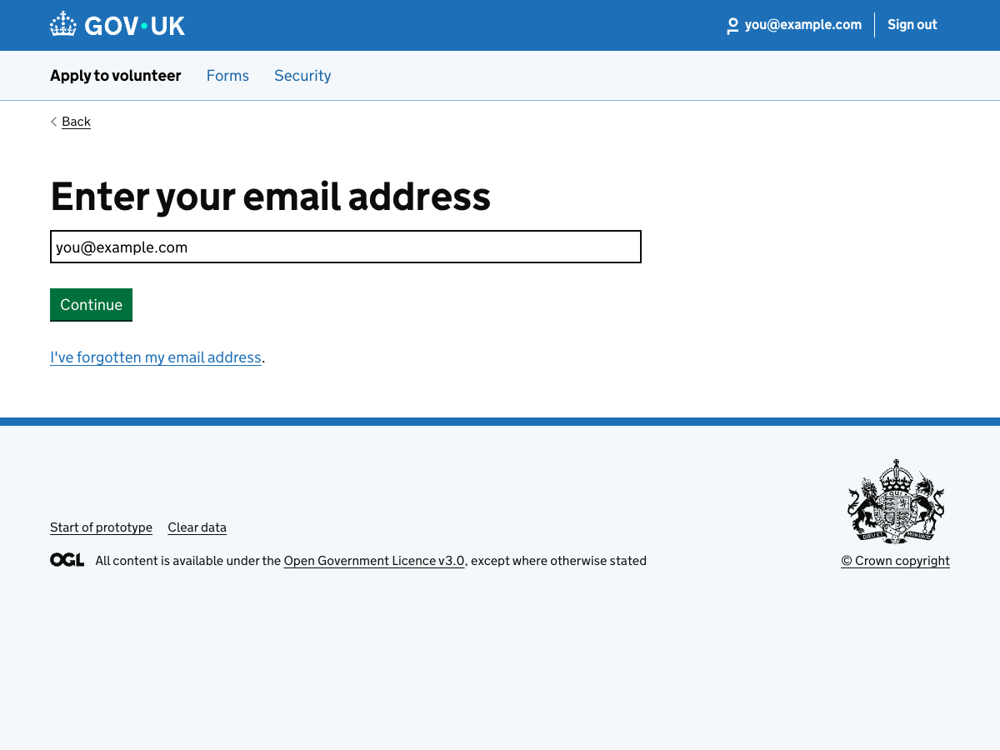 GOV·UK
you@example.com
Sign out
Apply to volunteer
Forms
Security
Back
Enter your email address
you@example.com
Continue
I've forgotten my email address.
Start of prototype
Clear data
OGL All content is available under the Open Government Licence v3.0, except where otherwise stated
© Crown copyright